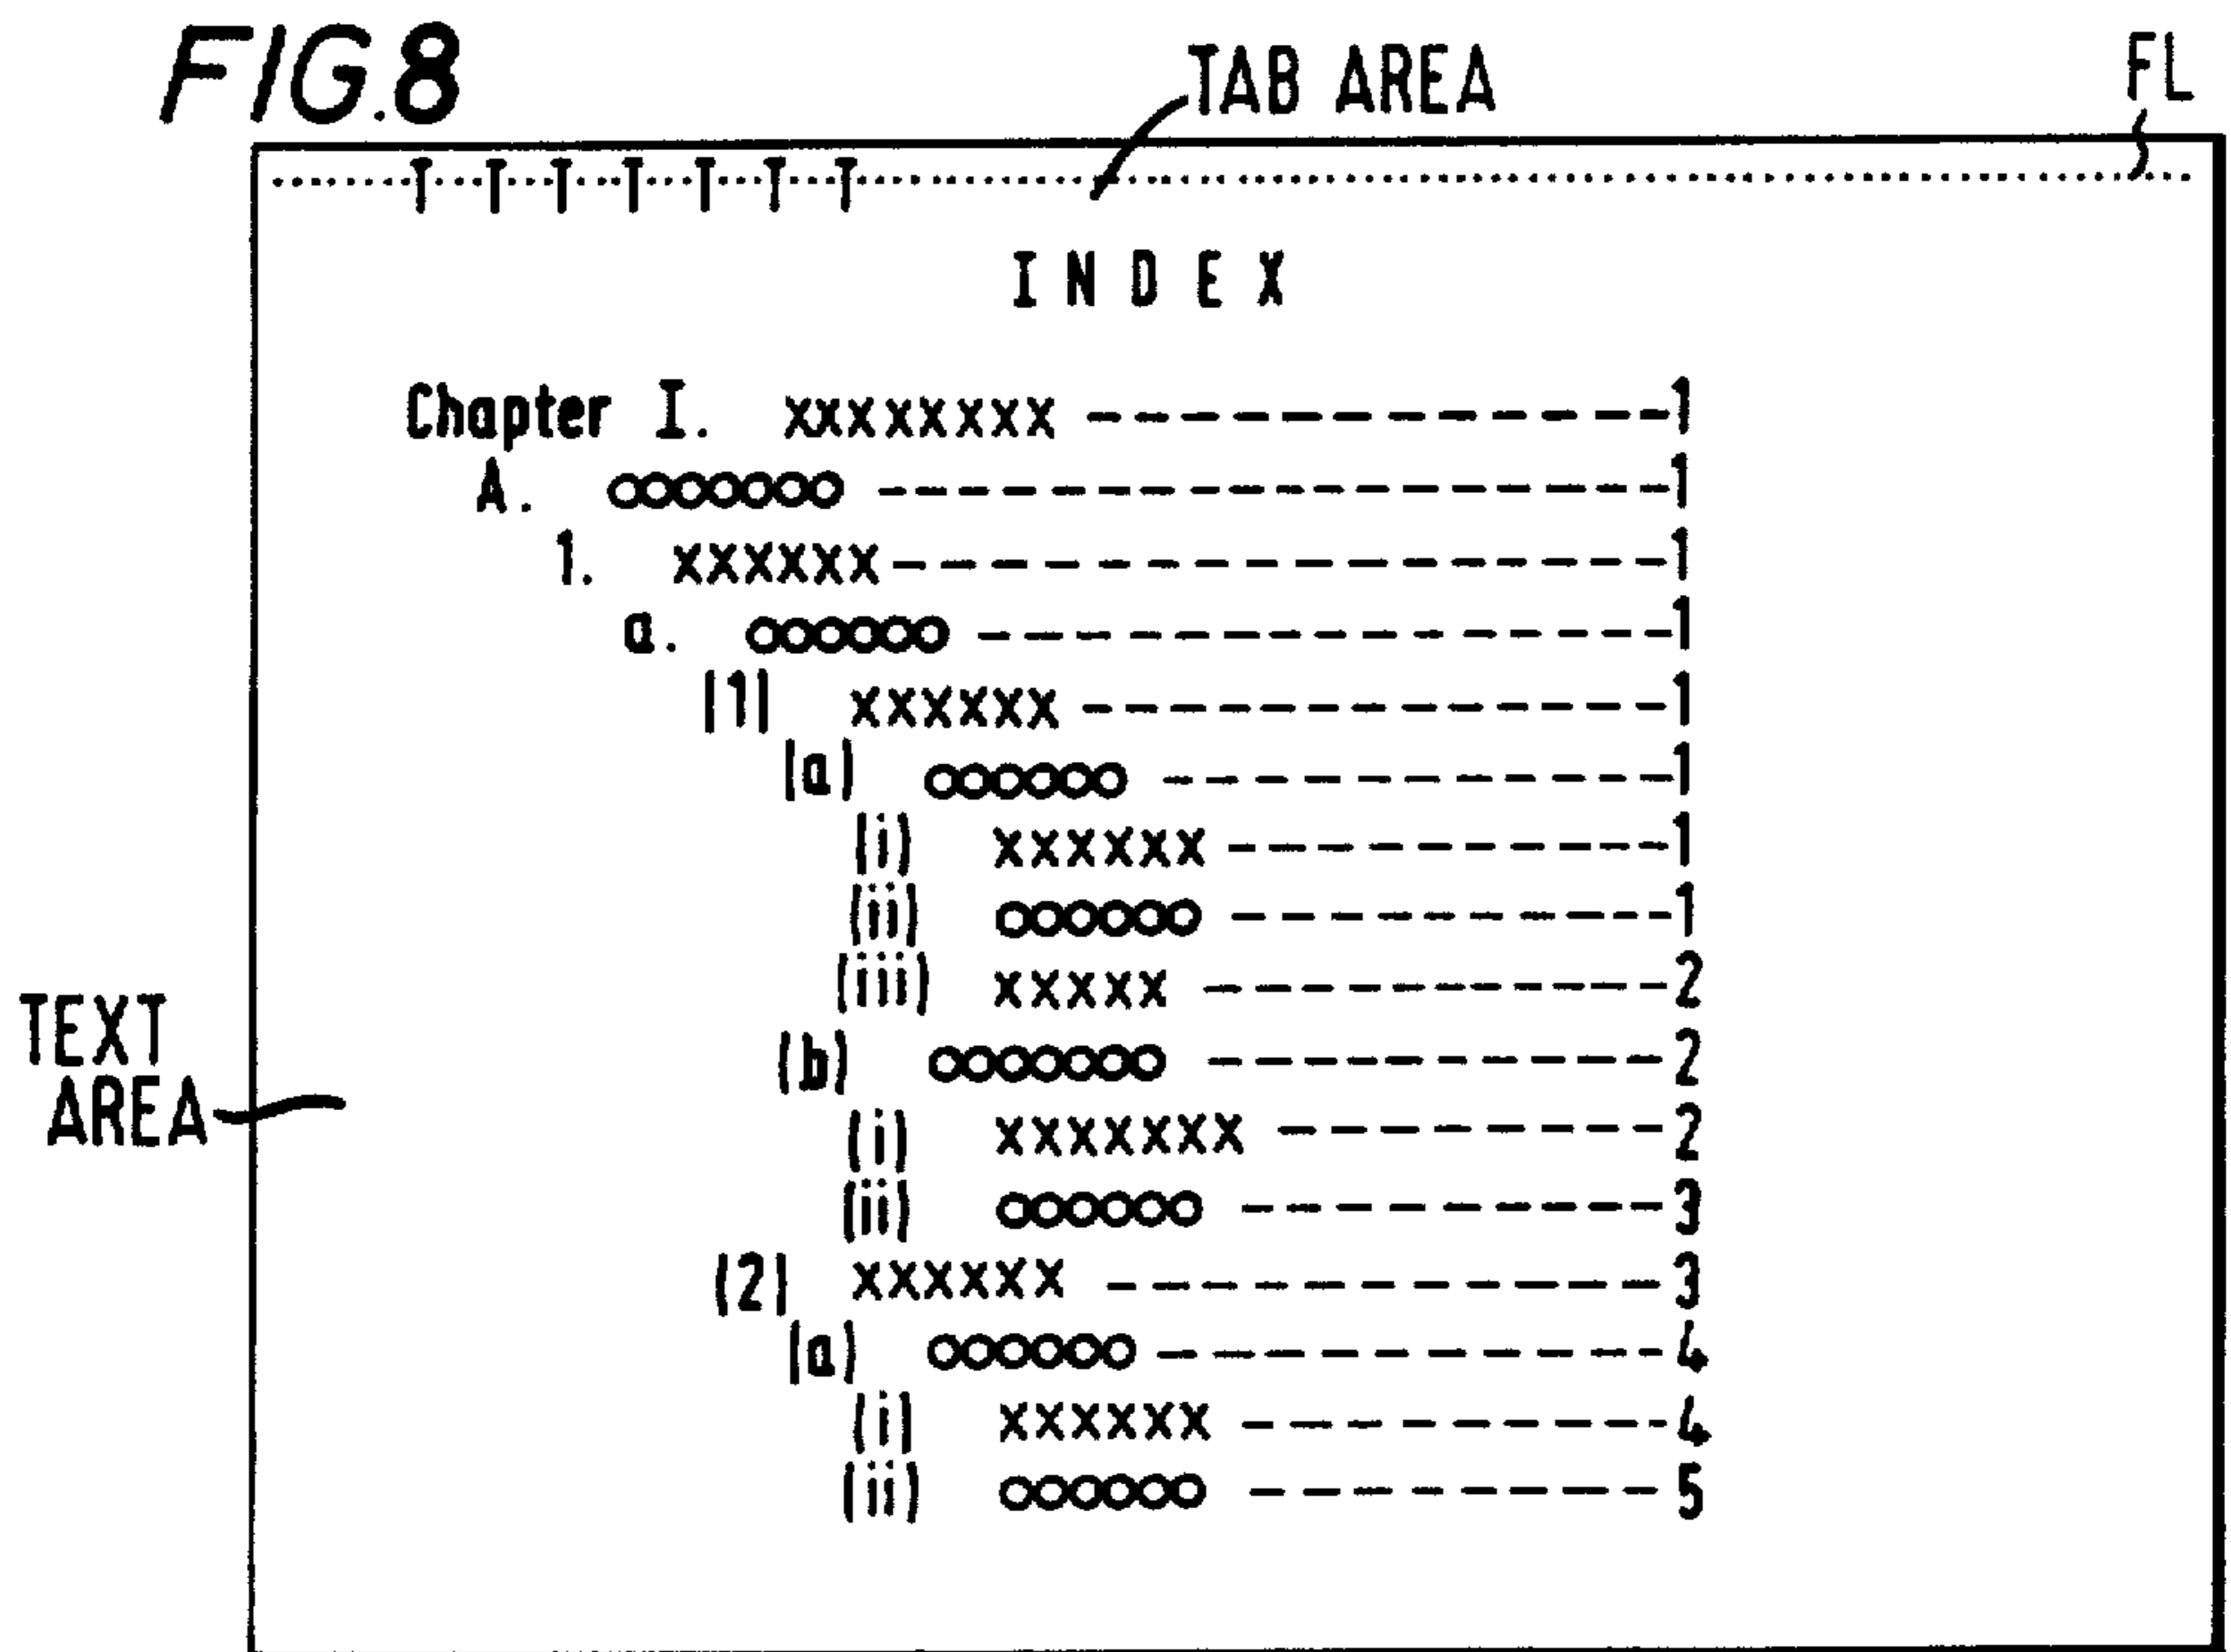 FIG.8
TAB AREA
FL
T T T T T T T
I N D E X
Chapter I. xxxxxxxx ------------1
A. ooooooo -----------------1
1. xxxxxx ----------------1
a. oooooo --------------1
(1) xxxxxx ------------1
(a) oooooo -----------1
(i) xxxxxx ----------1
(ii) oooooo ----------1
(iii) xxxxx ----------2
(b) ooooooo ----------2
(i) xxxxxxx --------2
(ii) oooooo ---------3
(2) xxxxxx ------------3
(a) oooooo -----------4
(i) xxxxxx ---------4
(ii) oooooo ---------5
TEXT
AREA